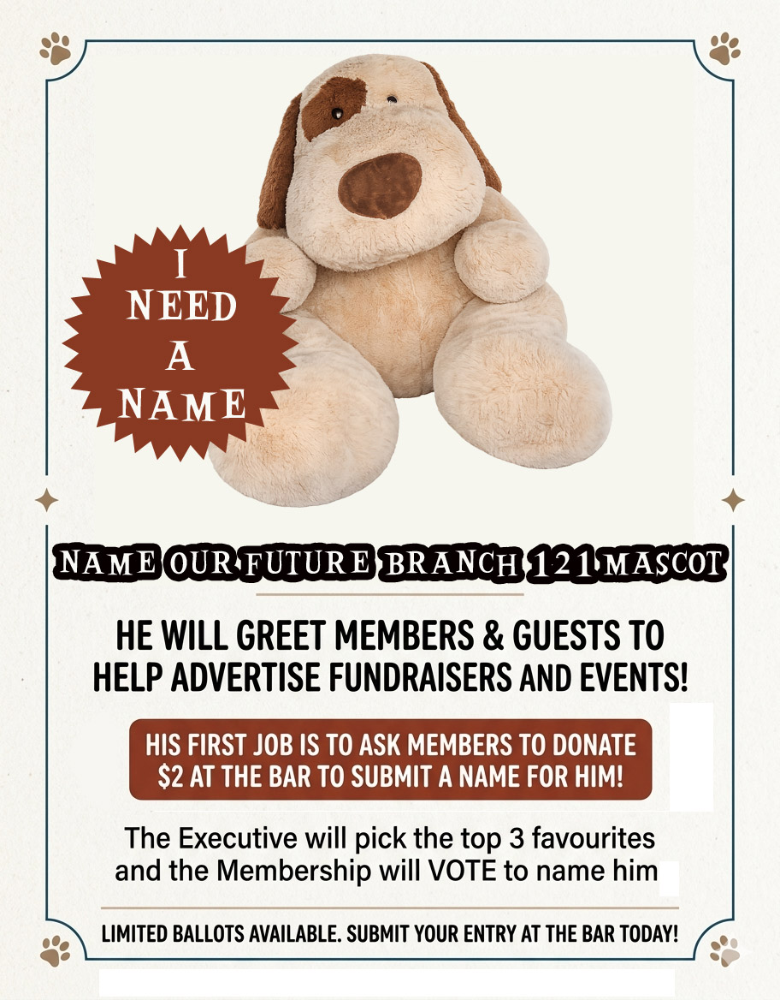 I
NEED
A
NAME
NAME OUR FUTURE BRANCH 121 MASCOT
HE WILL GREET MEMBERS & GUESTS TO
HELP ADVERTISE FUNDRAISERS AND EVENTS!
HIS FIRST JOB IS TO ASK MEMBERS TO DONATE
$2 AT THE BAR TO SUBMIT A NAME FOR HIM!
The Executive will pick the top 3 favourites
and the Membership will VOTE to name him
LIMITED BALLOTS AVAILABLE. SUBMIT YOUR ENTRY AT THE BAR TODAY!